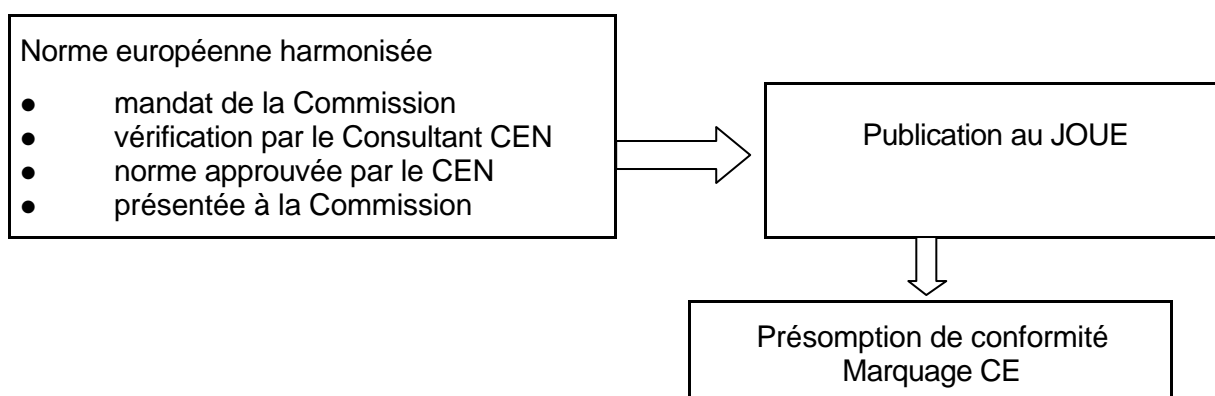 Norme européenne harmonisée
● mandat de la Commission
● vérification par le Consultant CEN
● norme approuvée par le CEN
● présentée à la Commission
Publication au JOUE
Présomption de conformité
Marquage CE